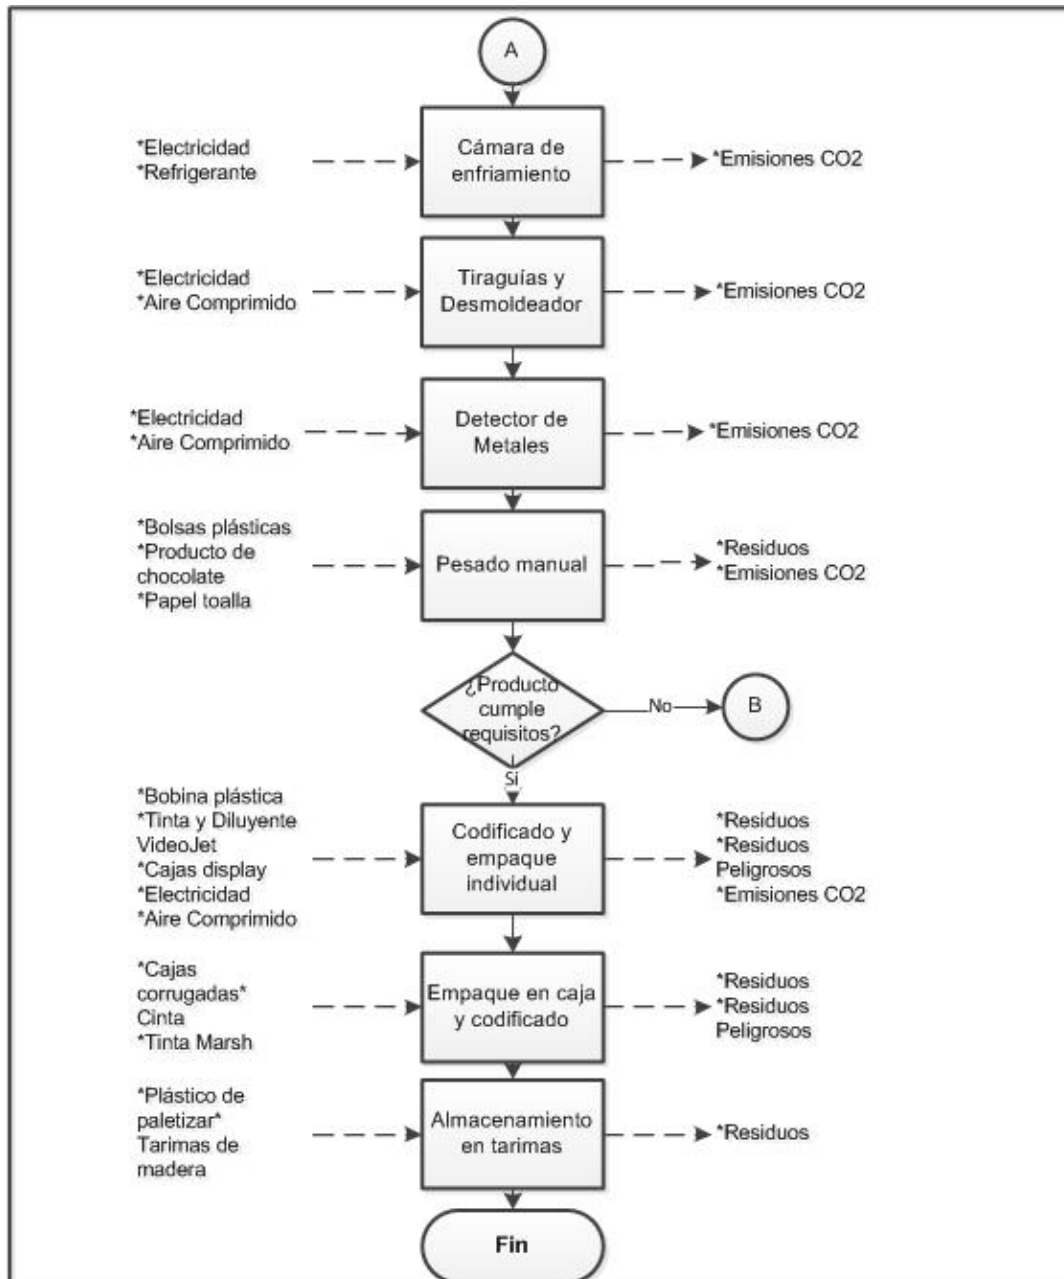 A
*Electricidad
*Refrigerante
Cámara de
enfriamiento
*Emisiones CO2
*Electricidad
*Aire Comprimido
Tiraguías y
Desmoldeador
*Emisiones CO2
*Electricidad
*Aire Comprimido
Detector de
Metales
*Emisiones CO2
*Bolsas plásticas
*Producto de
chocolate
*Papel toalla
Pesado manual
*Residuos
*Emisiones CO2
¿Producto
cumple
requisitos?
No
B
Sí
*Bobina plástica
*Tinta y Diluyente
VideoJet
*Cajas display
*Electricidad
*Aire Comprimido
Codificado y
empaque
individual
*Residuos
*Residuos
Peligrosos
*Emisiones CO2
*Cajas
corrugadas*
Cinta
*Tinta Marsh
Empaque en caja
y codificado
*Residuos
*Residuos
Peligrosos
*Plástico de
paletizar*
Tarimas de
madera
Almacenamiento
en tarimas
*Residuos
Fin